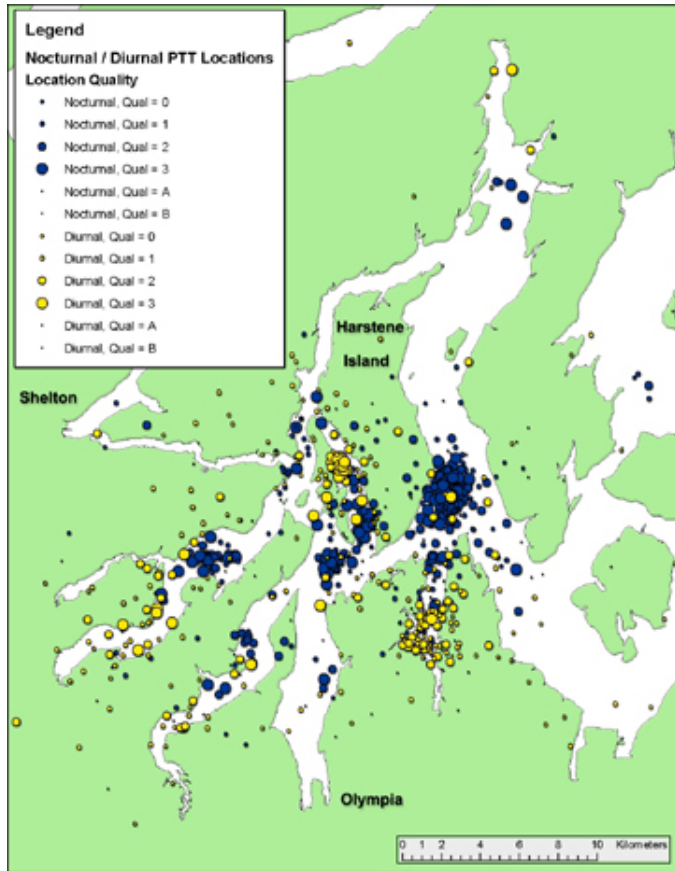 Legend
Nocturnal / Diurnal PTT Locations
Location Quality
Nocturnal, Qual = 0
Nocturnal, Qual = 1
Nocturnal, Qual = 2
Nocturnal, Qual = 3
Nocturnal, Qual = A
Nocturnal, Qual = B
Diurnal, Qual = 0
Diurnal, Qual = 1
Diurnal, Qual = 2
Diurnal, Qual = 3
Diurnal, Qual = A
Diurnal, Qual = B
Harstene
Island
Shelton
Olympia
0 1 2 4 6 8 10 Kilometers